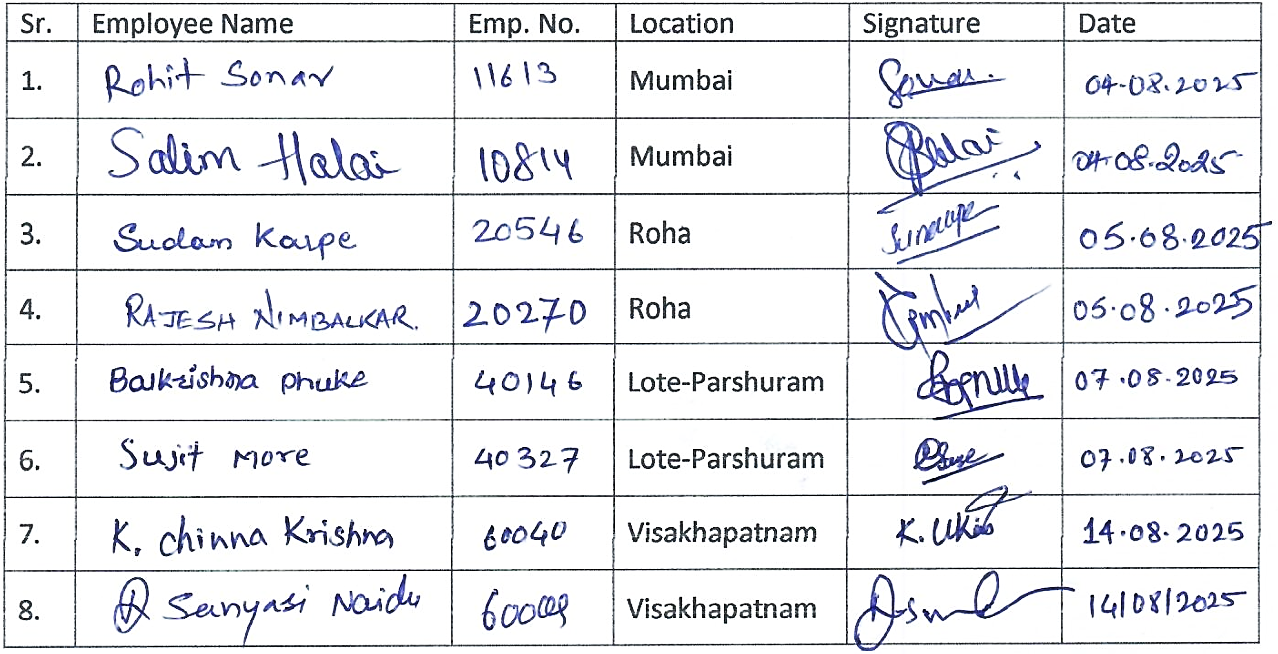 Sr. Employee Name Emp. No. Location Signature Date
1. Rohit Sonar 11613 Mumbai Sonar. 04-08.2025
2. Salim Halai 10814 Mumbai Halai 04-08.2025
3. Sudam Karpe 20546 Roha 05.08.2025
4. RAJESH NIMBALKAR. 20270 Roha 05.08.2025
5. Balkrishna phuke 40146 Lote-Parshuram 07.08.2025
6. Sujit More 40327 Lote-Parshuram 07.08.2025
7. K. chinna Krishna 60040 Visakhapatnam 14.08.2025
8. Sanyasi Naidu 60009 Visakhapatnam 14/08/2025